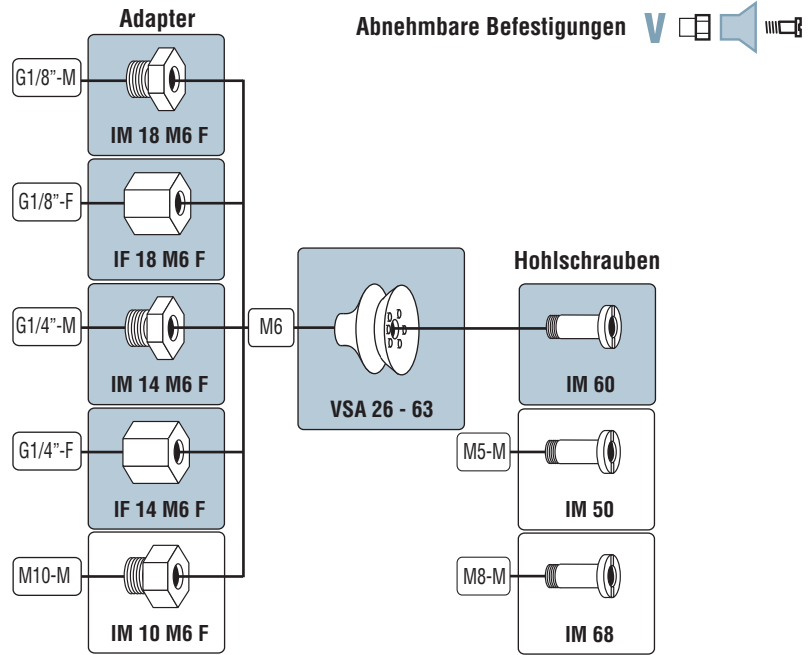 Adapter
Abnehmbare Befestigungen V
G1/8”-M
IM 18 M6 F
G1/8”-F
IF 18 M6 F
G1/4”-M
IM 14 M6 F
G1/4”-F
IF 14 M6 F
M10-M
IM 10 M6 F
M6
VSA 26 - 63
Hohlschrauben
IM 60
M5-M
IM 50
M8-M
IM 68